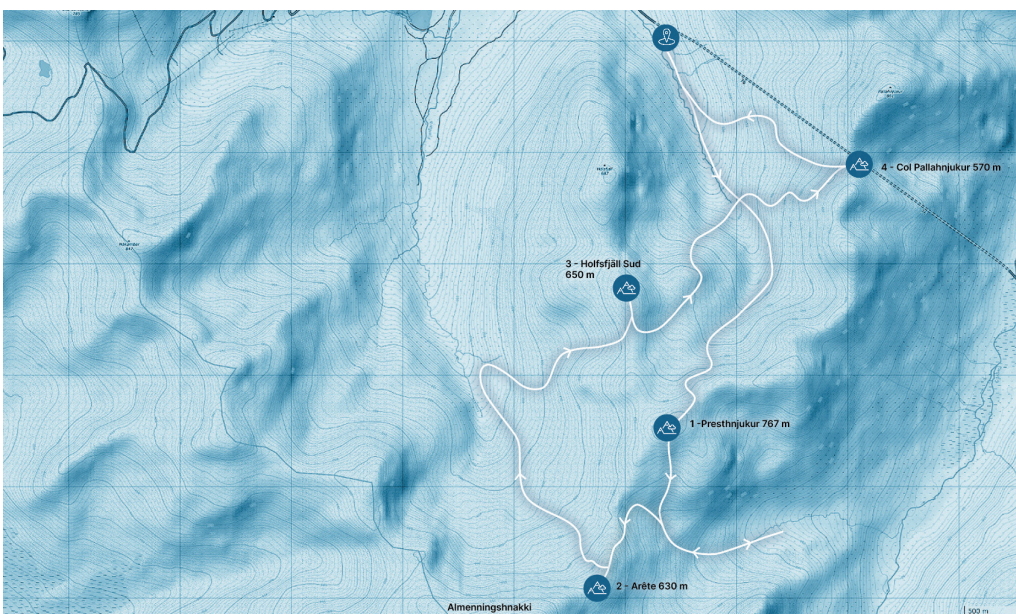 4 - Col Pallahnjukur 570 m
3 - Holfsfjäll Sud
650 m
1 -Presthnjukur 767 m
2 - Arête 630 m
Almenningshnakki
500 m